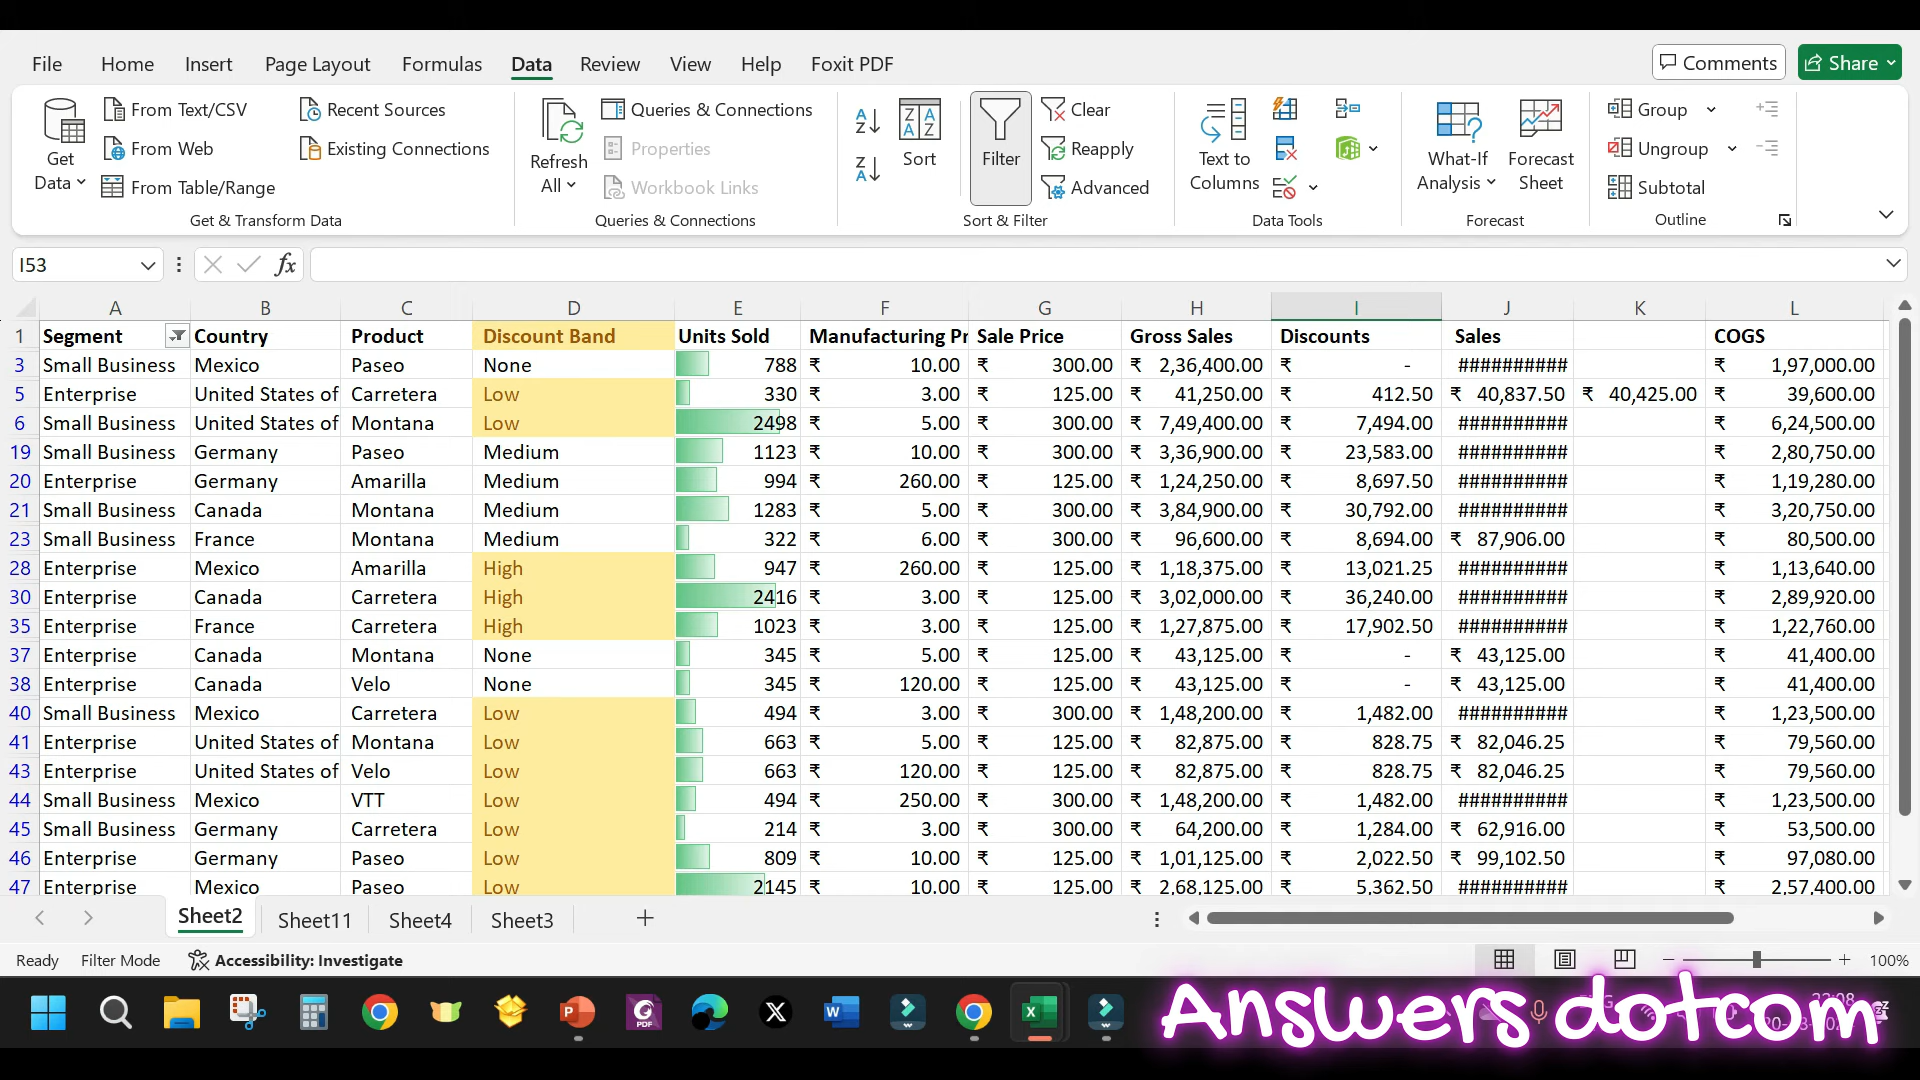 File Home Insert Page Layout Formulas Data Review View Help Foxit PDF Comments Share
Get Data From Text/CSV From Web From Table/Range Recent Sources Existing Connections
Get & Transform Data
Refresh All Queries & Connections Properties Workbook Links
Queries & Connections
Sort Filter Clear Reapply Advanced
Sort & Filter
Text to Columns
Data Tools
What-If Analysis Forecast Sheet
Forecast
Group Ungroup Subtotal
Outline
I53 fx
A B C D E F G H I J K L
1 Segment Country Product Discount Band Units Sold Manufacturing Pr Sale Price Gross Sales Discounts Sales COGS
3 Small Business Mexico Paseo None 788 ₹ 10.00 ₹ 300.00 ₹ 2,36,400.00 ₹ - ########## ₹ 1,97,000.00
5 Enterprise United States of Carretera Low 330 ₹ 3.00 ₹ 125.00 ₹ 41,250.00 ₹ 412.50 ₹ 40,837.50 ₹ 40,425.00 ₹ 39,600.00
6 Small Business United States of Montana Low 2498 ₹ 5.00 ₹ 300.00 ₹ 7,49,400.00 ₹ 7,494.00 ########## ₹ 6,24,500.00
19 Small Business Germany Paseo Medium 1123 ₹ 10.00 ₹ 300.00 ₹ 3,36,900.00 ₹ 23,583.00 ########## ₹ 2,80,750.00
20 Enterprise Germany Amarilla Medium 994 ₹ 260.00 ₹ 125.00 ₹ 1,24,250.00 ₹ 8,697.50 ########## ₹ 1,19,280.00
21 Small Business Canada Montana Medium 1283 ₹ 5.00 ₹ 300.00 ₹ 3,84,900.00 ₹ 30,792.00 ########## ₹ 3,20,750.00
23 Small Business France Montana Medium 322 ₹ 6.00 ₹ 300.00 ₹ 96,600.00 ₹ 8,694.00 ₹ 87,906.00 ₹ 80,500.00
28 Enterprise Mexico Amarilla High 947 ₹ 260.00 ₹ 125.00 ₹ 1,18,375.00 ₹ 13,021.25 ########## ₹ 1,13,640.00
30 Enterprise Canada Carretera High 2416 ₹ 3.00 ₹ 125.00 ₹ 3,02,000.00 ₹ 36,240.00 ########## ₹ 2,89,920.00
35 Enterprise France Carretera High 1023 ₹ 3.00 ₹ 125.00 ₹ 1,27,875.00 ₹ 17,902.50 ########## ₹ 1,22,760.00
37 Enterprise Canada Montana None 345 ₹ 5.00 ₹ 125.00 ₹ 43,125.00 ₹ - ₹ 43,125.00 ₹ 41,400.00
38 Enterprise Canada Velo None 345 ₹ 120.00 ₹ 125.00 ₹ 43,125.00 ₹ - ₹ 43,125.00 ₹ 41,400.00
40 Small Business Mexico Carretera Low 494 ₹ 3.00 ₹ 300.00 ₹ 1,48,200.00 ₹ 1,482.00 ########## ₹ 1,23,500.00
41 Enterprise United States of Montana Low 663 ₹ 5.00 ₹ 125.00 ₹ 82,875.00 ₹ 828.75 ₹ 82,046.25 ₹ 79,560.00
43 Enterprise United States of Velo Low 663 ₹ 120.00 ₹ 125.00 ₹ 82,875.00 ₹ 828.75 ₹ 82,046.25 ₹ 79,560.00
44 Small Business Mexico VTT Low 494 ₹ 250.00 ₹ 300.00 ₹ 1,48,200.00 ₹ 1,482.00 ########## ₹ 1,23,500.00
45 Small Business Germany Carretera Low 214 ₹ 3.00 ₹ 300.00 ₹ 64,200.00 ₹ 1,284.00 ₹ 62,916.00 ₹ 53,500.00
46 Enterprise Germany Paseo Low 809 ₹ 10.00 ₹ 125.00 ₹ 1,01,125.00 ₹ 2,022.50 ₹ 99,102.50 ₹ 97,080.00
47 Enterprise Mexico Paseo Low 2145 ₹ 10.00 ₹ 125.00 ₹ 2,68,125.00 ₹ 5,362.50 ########## ₹ 2,57,400.00
Sheet2 Sheet11 Sheet4 Sheet3
Ready Filter Mode Accessibility: Investigate 100%
Answers dotcom